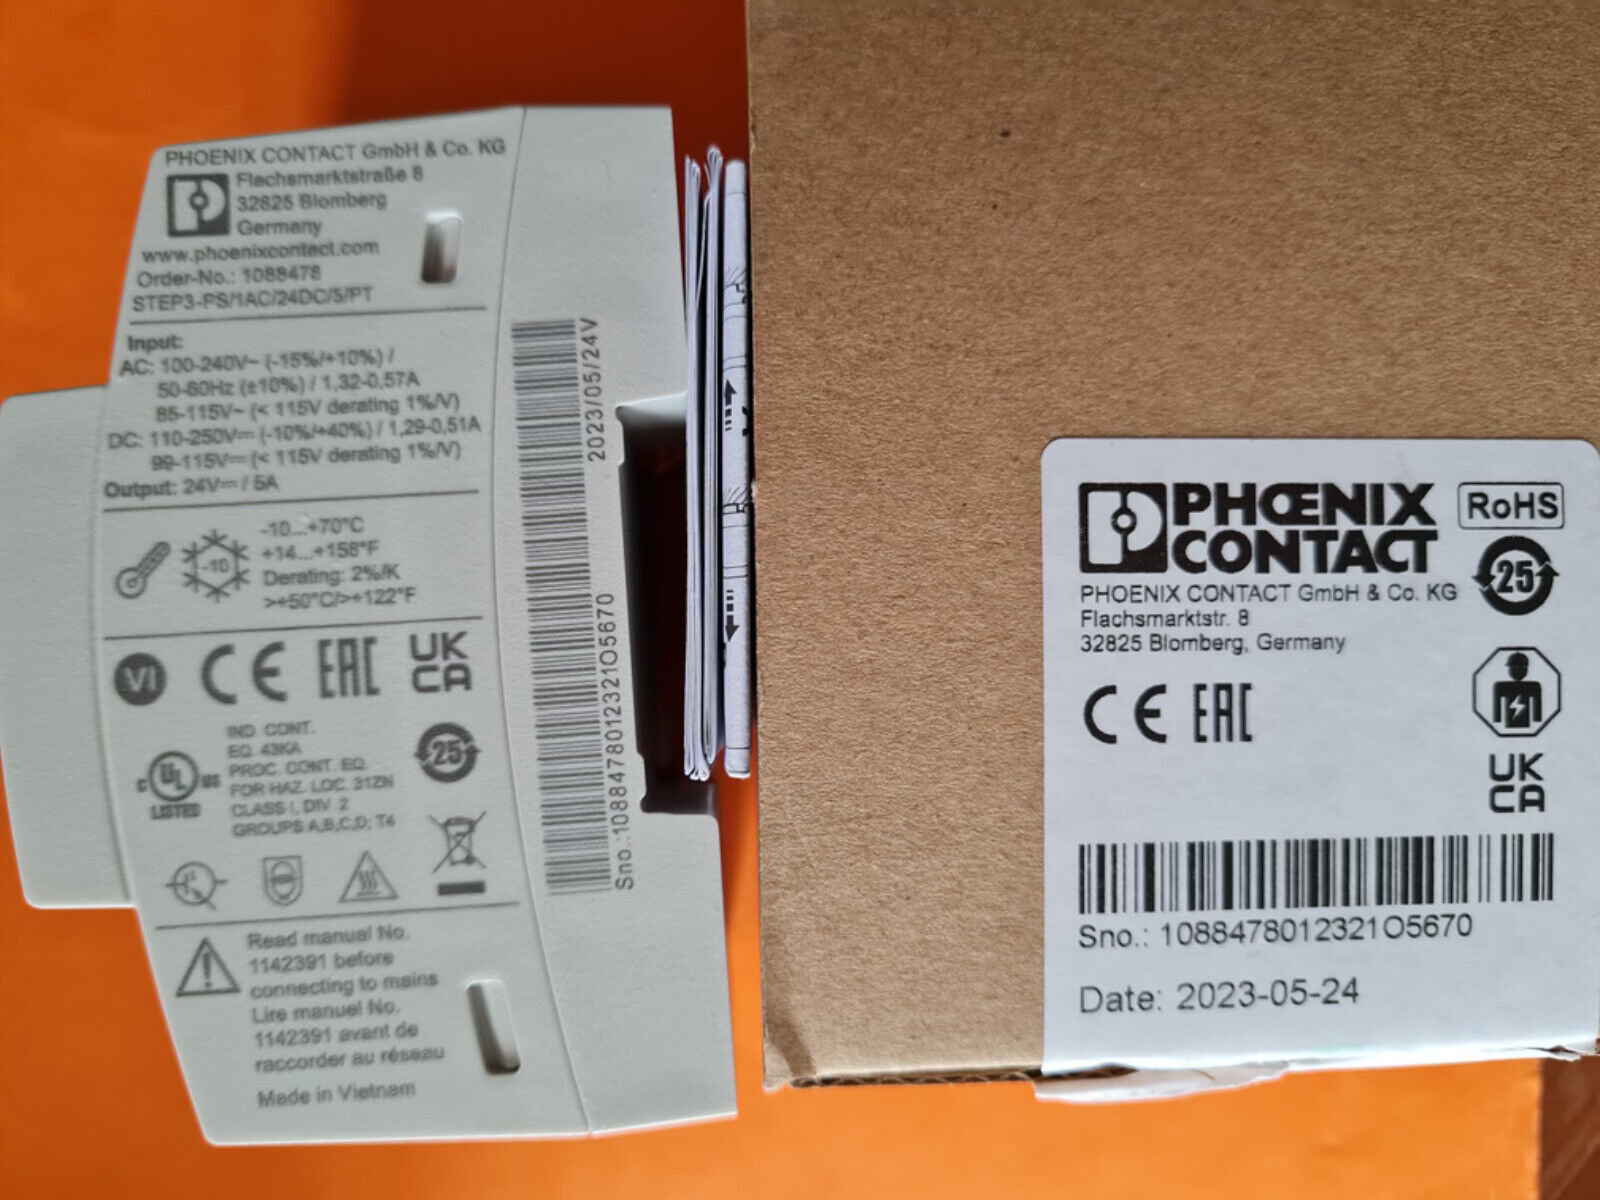 PHOENIX CONTACT GmbH & Co. KG
Flachsmarktstraße 8
32825 Blomberg
Germany
www.phoenixcontact.com
Order-No.: 1088478
STEP3-PS/1AC/24DC/5/PT
Input:
AC: 100-240V~ (-15%/+10%) /
50-60Hz (±10%) / 1,32-0,57A
85-115V~ (< 115V derating 1%/V)
DC: 110-250V⎓ (-10%/+40%) / 1,29-0,51A
99-115V⎓ (< 115V derating 1%/V)
Output: 24V⎓ / 5A
-10
-10...+70°C
+14...+158°F
Derating: 2%/K
>+50°C/>+122°F
VI CE EAC UK CA
C UL US
LISTED
IND. CONT.
EQ. 43KA
PROC. CONT. EQ.
FOR HAZ. LOC. 31ZN
CLASS I, DIV. 2
GROUPS A,B,C,D; T4
25
Read manual No.
1142391 before
connecting to mains
Lire manuel No.
1142391 avant de
raccorder au réseau
Made in Vietnam
2023/05/24V
Sno.:1088478012321O5670
PHŒNIX
CONTACT
RoHS
25
PHOENIX CONTACT GmbH & Co. KG
Flachsmarktstr. 8
32825 Blomberg, Germany
CE EAC
UK
CA
Sno.: 1088478012321O5670
Date: 2023-05-24